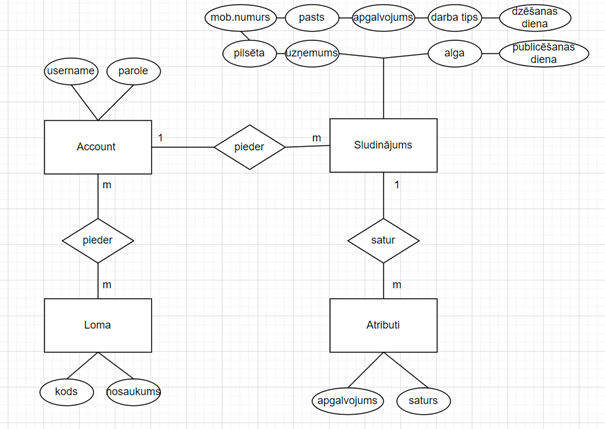 mob.numurs
pasts
apgalvojums
darba tips
dzēšanas
diena
pilsēta
uzņemums
alga
publicēšanas
diena
username
parole
Account
1
pieder
m
Sludinājums
m
1
pieder
satur
m
m
Loma
Atributi
kods
nosaukums
apgalvojums
saturs